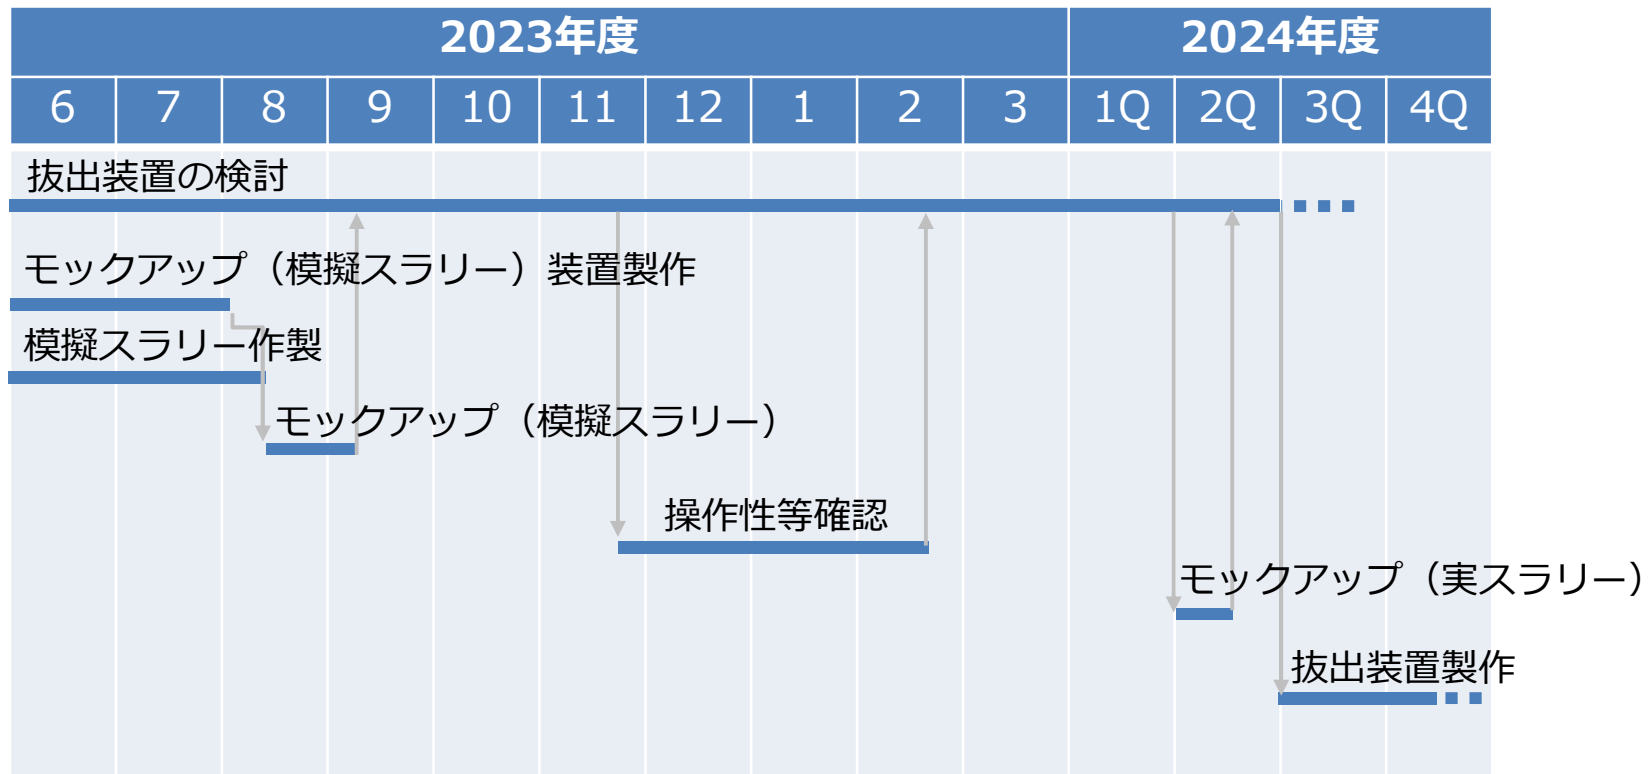 2023年度 2024年度
6 7 8 9 10 11 12 1 2 3 1Q 2Q 3Q 4Q
抜出装置の検討
モックアップ（模擬スラリー）装置製作
模擬スラリー作製
モックアップ（模擬スラリー）
操作性等確認
モックアップ（実スラリー）
抜出装置製作